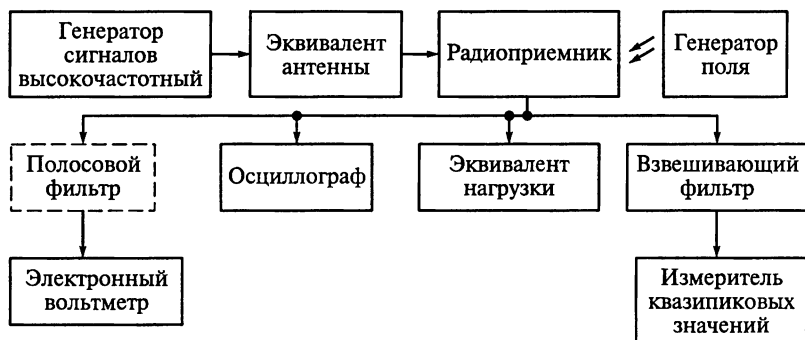 Генератор
сигналов
высокочастотный
Эквивалент
антенны
Радиоприемник
Генератор
поля
Полосовой
фильтр
Осциллограф
Эквивалент
нагрузки
Взвешивающий
фильтр
Электронный
вольтметр
Измеритель
квазипиковых
значений